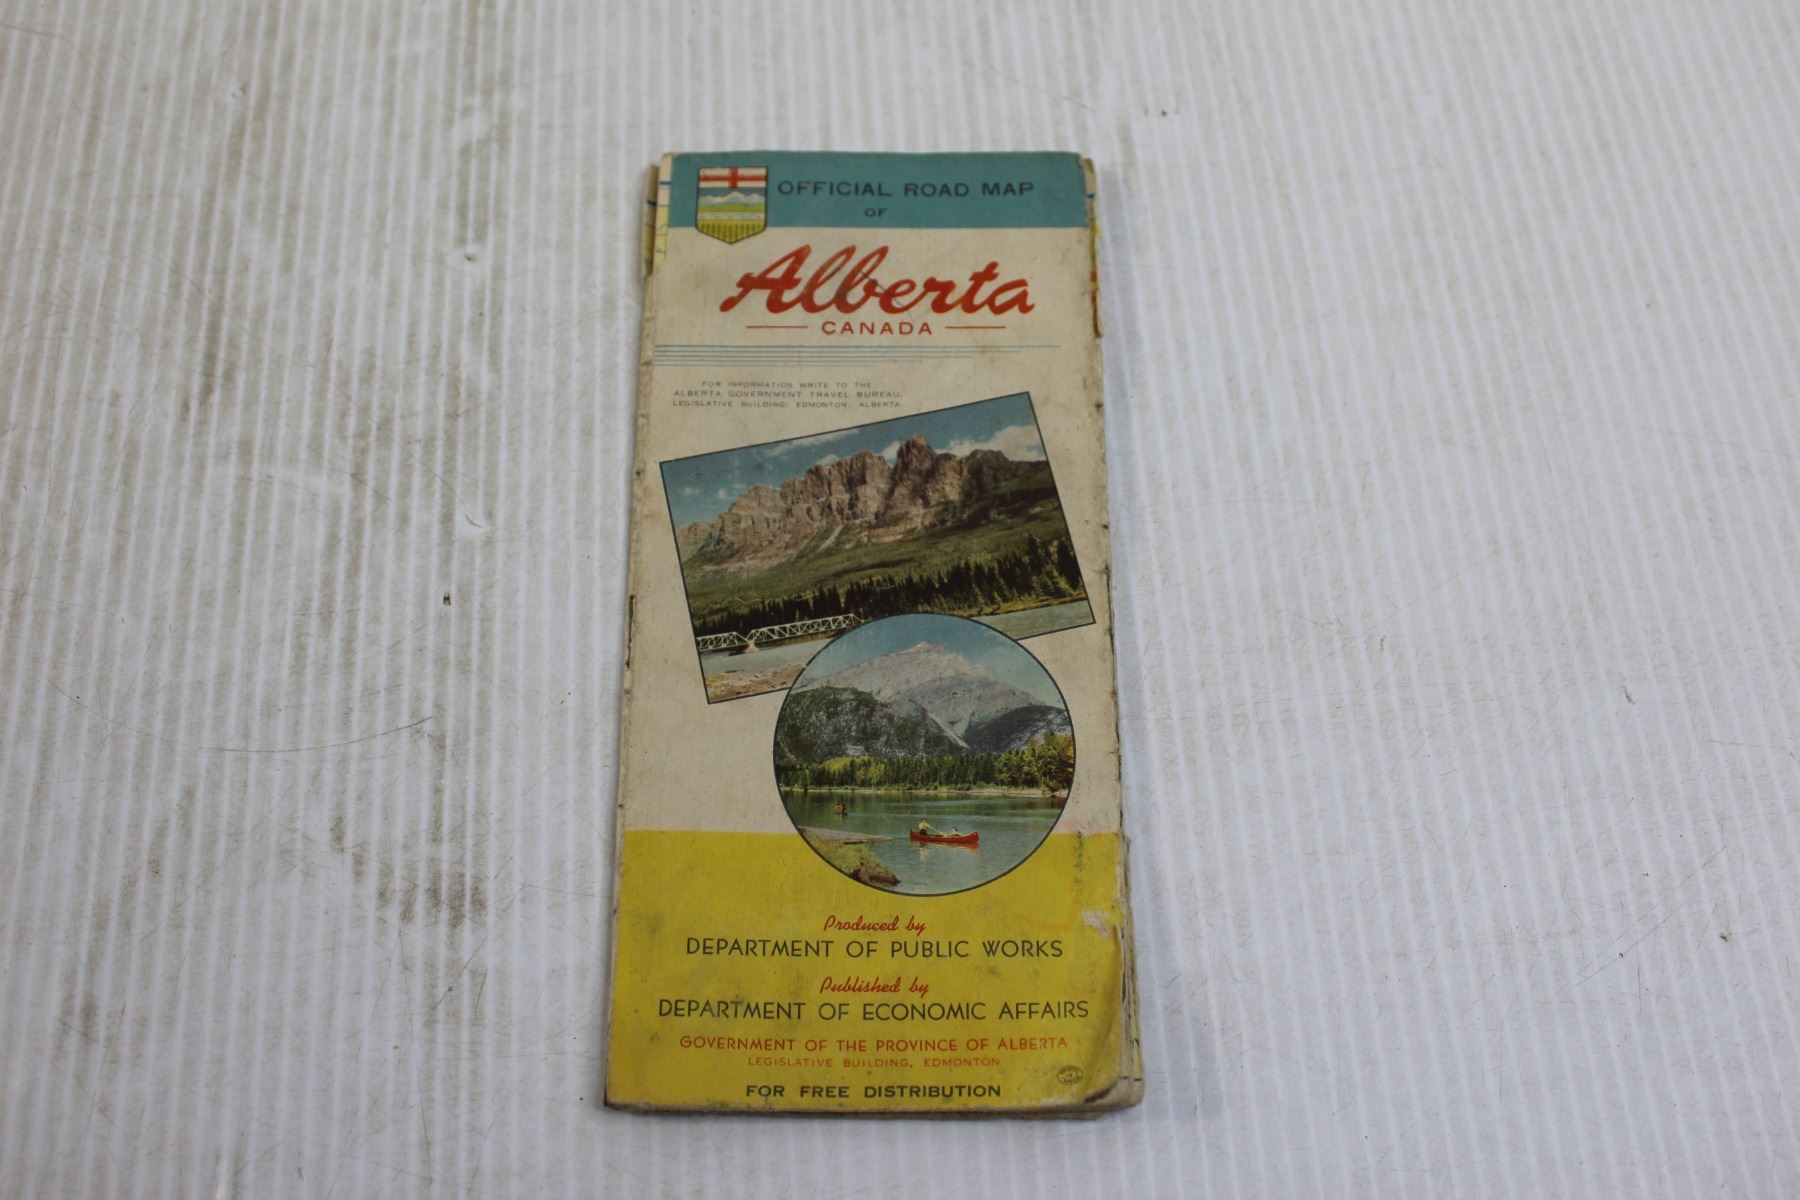 OFFICIAL ROAD MAP
OF
Alberta
CANADA
FOR INFORMATION WRITE TO THE
ALBERTA GOVERNMENT TRAVEL BUREAU,
LEGISLATIVE BUILDING, EDMONTON, ALBERTA.
Produced by
DEPARTMENT OF PUBLIC WORKS
Published by
DEPARTMENT OF ECONOMIC AFFAIRS
GOVERNMENT OF THE PROVINCE OF ALBERTA
LEGISLATIVE BUILDING, EDMONTON
FOR FREE DISTRIBUTION